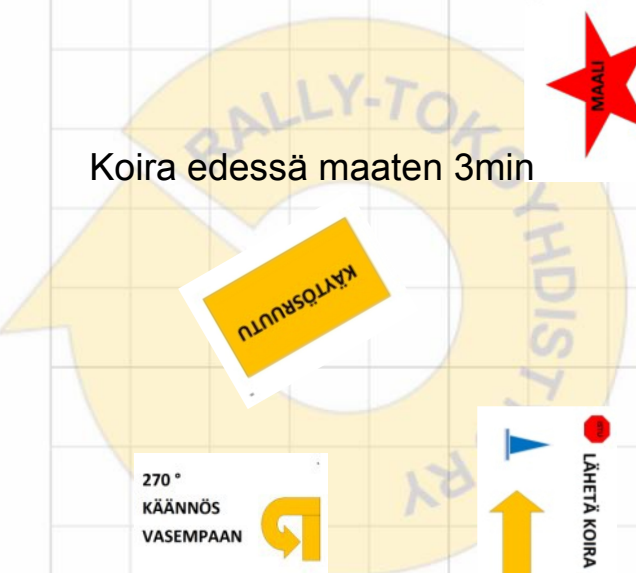 MAALI
RALLY-TOKOYHDISTYS RY
Koira edessä maaten 3min
KÄYTÖSRUUTU
270 °
KÄÄNNÖS
VASEMPAAN
LÄHETÄ KOIRA